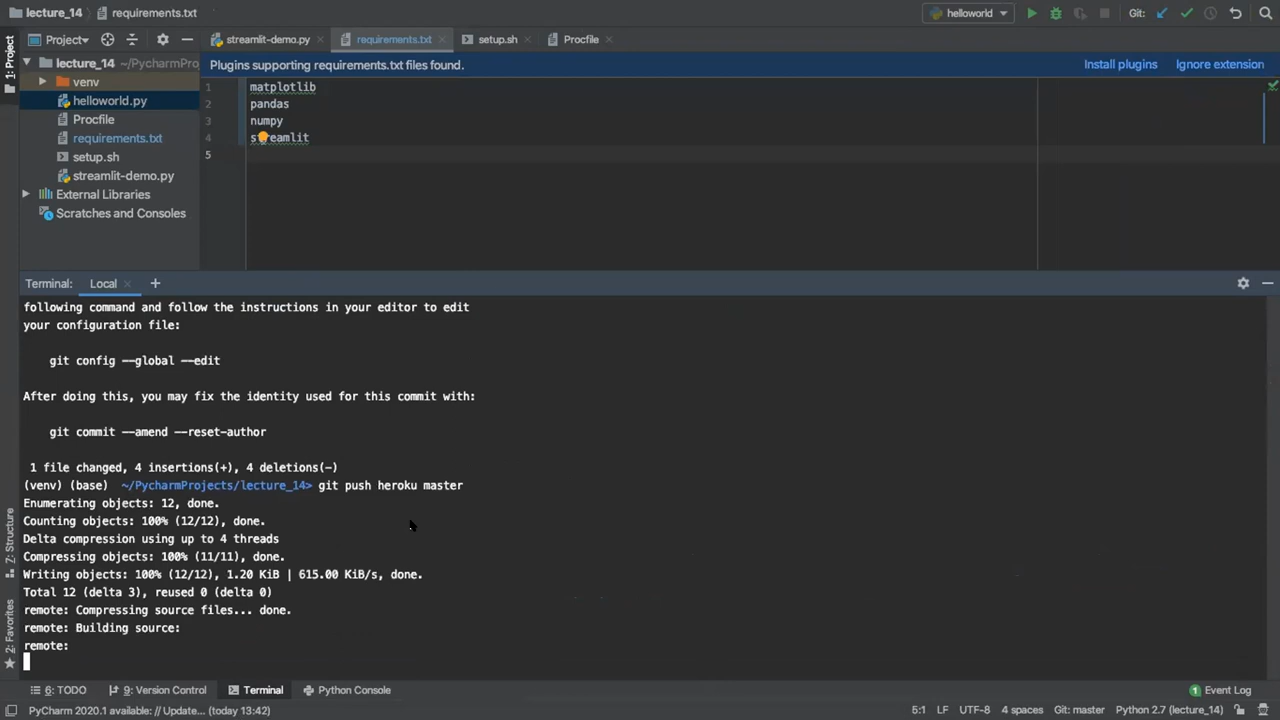 lecture_14
requirements.txt
helloworld
Git:
1: Project
Project
streamlit-demo.py
requirements.txt
setup.sh
Procfile
lecture_14 ~/PycharmPro
venv
helloworld.py
Procfile
requirements.txt
setup.sh
streamlit-demo.py
External Libraries
Scratches and Consoles
Plugins supporting requirements.txt files found.
Install plugins
Ignore extension
1 matplotlib
2 pandas
3 numpy
4 streamlit
5
Terminal: Local
following command and follow the instructions in your editor to edit
your configuration file:
git config --global --edit
After doing this, you may fix the identity used for this commit with:
git commit --amend --reset-author
1 file changed, 4 insertions(+), 4 deletions(-)
(venv) (base) ~/PycharmProjects/lecture_14> git push heroku master
Enumerating objects: 12, done.
Counting objects: 100% (12/12), done.
Delta compression using up to 4 threads
Compressing objects: 100% (11/11), done.
Writing objects: 100% (12/12), 1.20 KiB | 615.00 KiB/s, done.
Total 12 (delta 3), reused 0 (delta 0)
remote: Compressing source files... done.
remote: Building source:
remote:
Z: Structure
2: Favorites
6: TODO
9: Version Control
Terminal
Python Console
1 Event Log
PyCharm 2020.1 available: // Update... (today 13:42)
5:1 LF UTF-8 4 spaces Git: master Python 2.7 (lecture_14)